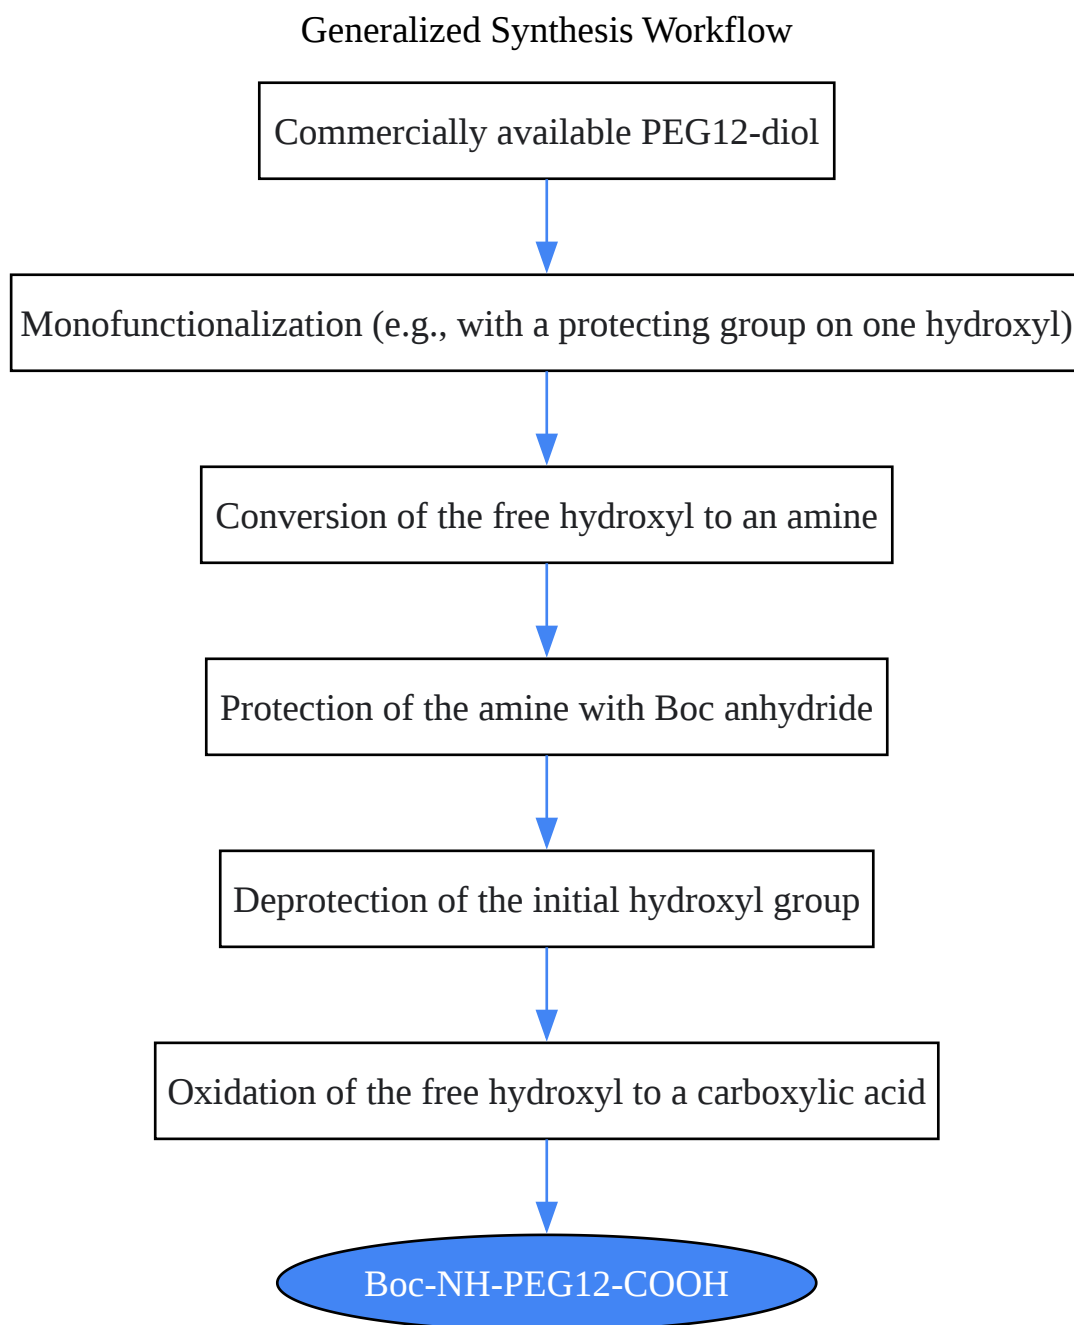 Generalized Synthesis Workflow
Commercially available PEG12-diol
Monofunctionalization (e.g., with a protecting group on one hydroxyl)
Conversion of the free hydroxyl to an amine
Protection of the amine with Boc anhydride
Deprotection of the initial hydroxyl group
Oxidation of the free hydroxyl to a carboxylic acid
Boc-NH-PEG12-COOH